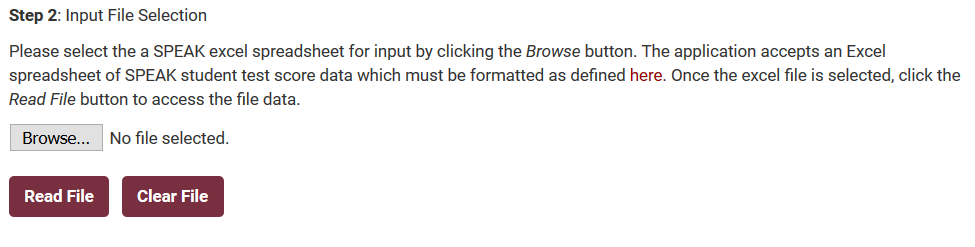 Step 2: Input File Selection
Please select the a SPEAK excel spreadsheet for input by clicking the Browse button. The application accepts an Excel
spreadsheet of SPEAK student test score data which must be formatted as defined here. Once the excel file is selected, click the
Read File button to access the file data.
Browse... No file selected.
Read File Clear File